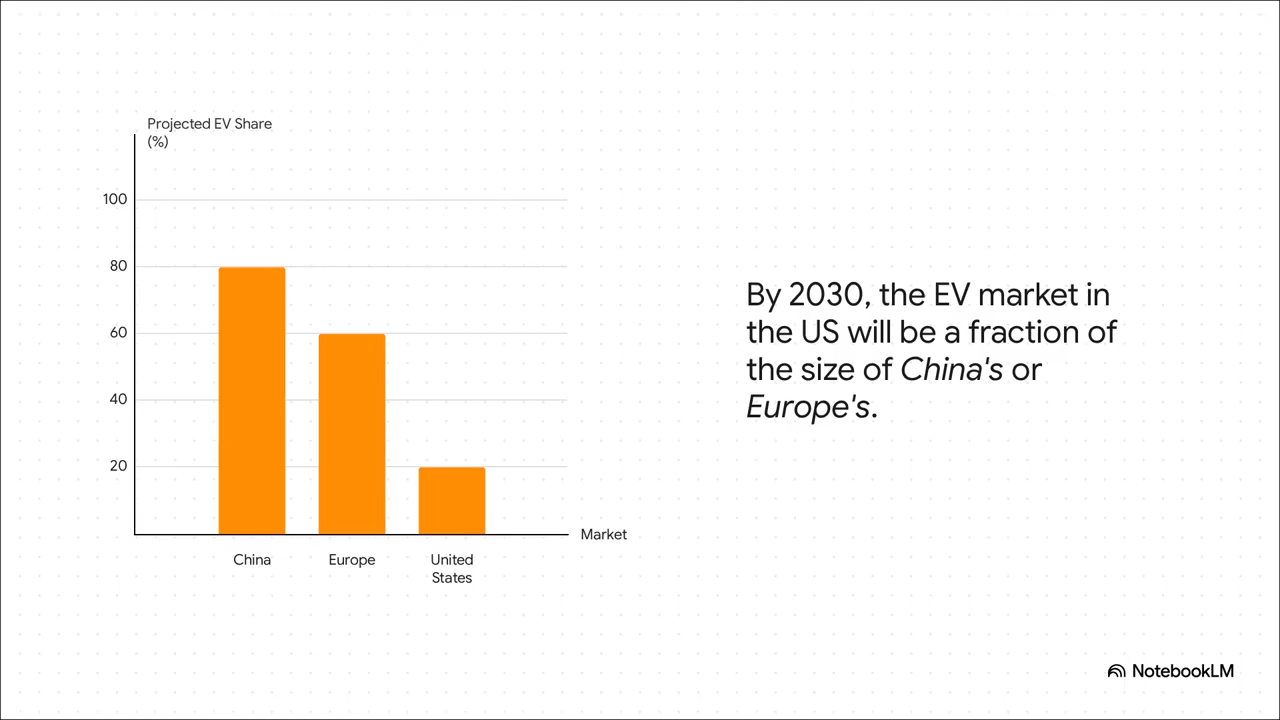 Projected EV Share
(%)
100
80
60
40
20
China
Europe
United
States
Market
By 2030, the EV market in
the US will be a fraction of
the size of China's or
Europe's.
NotebookLM